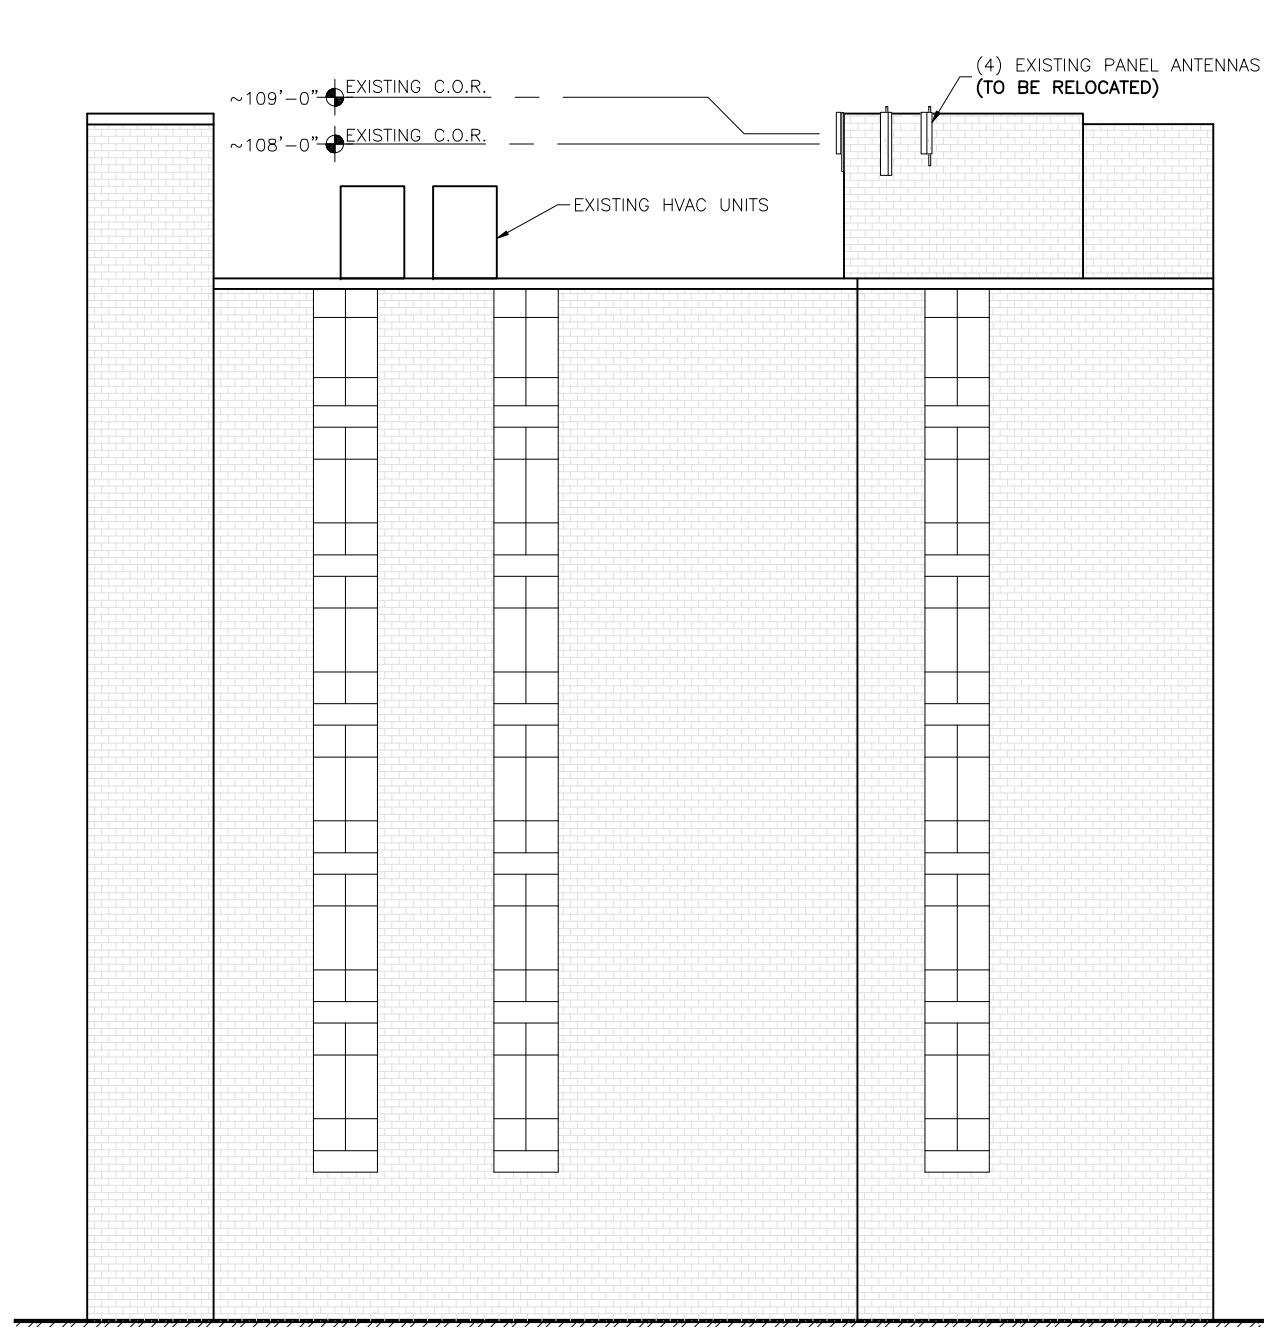 (4) EXISTING PANEL ANTENNAS
(TO BE RELOCATED)
~109'-0" EXISTING C.O.R.
~108'-0" EXISTING C.O.R.
EXISTING HVAC UNITS